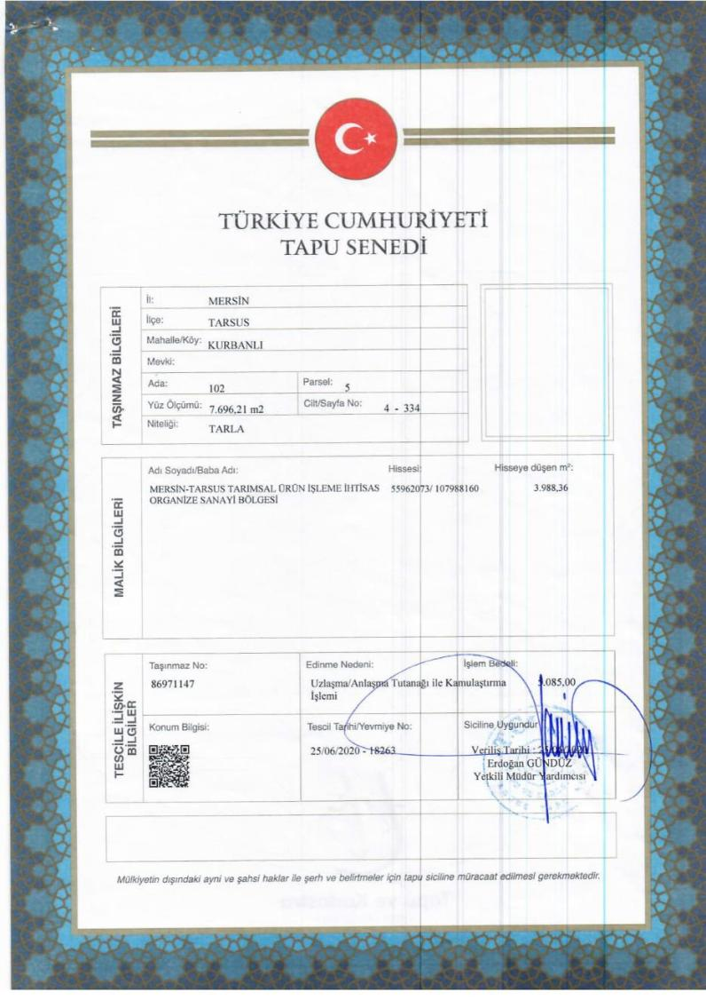 TÜRKİYE CUMHURİYETİ
TAPU SENEDİ
TAŞINMAZ BİLGİLERİ
İl: MERSİN
İlçe: TARSUS
Mahalle/Köy: KURBANLI
Mevki:
Ada: 102 Parsel: 5
Yüz Ölçümü: 7.696,21 m2 Cilt/Sayfa No: 4 - 334
Niteliği: TARLA
MALİK BİLGİLERİ
Adı Soyadı/Baba Adı: Hissesi: Hisseye düşen m²:
MERSİN-TARSUS TARIMSAL ÜRÜN İŞLEME İHTİSAS 55962073/ 107988160 3.988,36
ORGANİZE SANAYİ BÖLGESİ
TESCİLE İLİŞKİN
BİLGİLER
Taşınmaz No: Edinme Nedeni: İşlem Bedeli:
86971147 Uzlaşma/Anlaşma Tutanağı ile Kamulaştırma
İşlemi
Konum Bilgisi: Tescil Tarihi/Yevmiye No: Siciline Uygundur
25/06/2020 - 18263 Veriliş Tarihi :
Erdoğan GÜNDÜZ
Yetkili Müdür Yardımcısı
Mülkiyetin dışındaki ayni ve şahsi haklar ile şerh ve belirtmeler için tapu siciline müracaat edilmesi gerekmektedir.